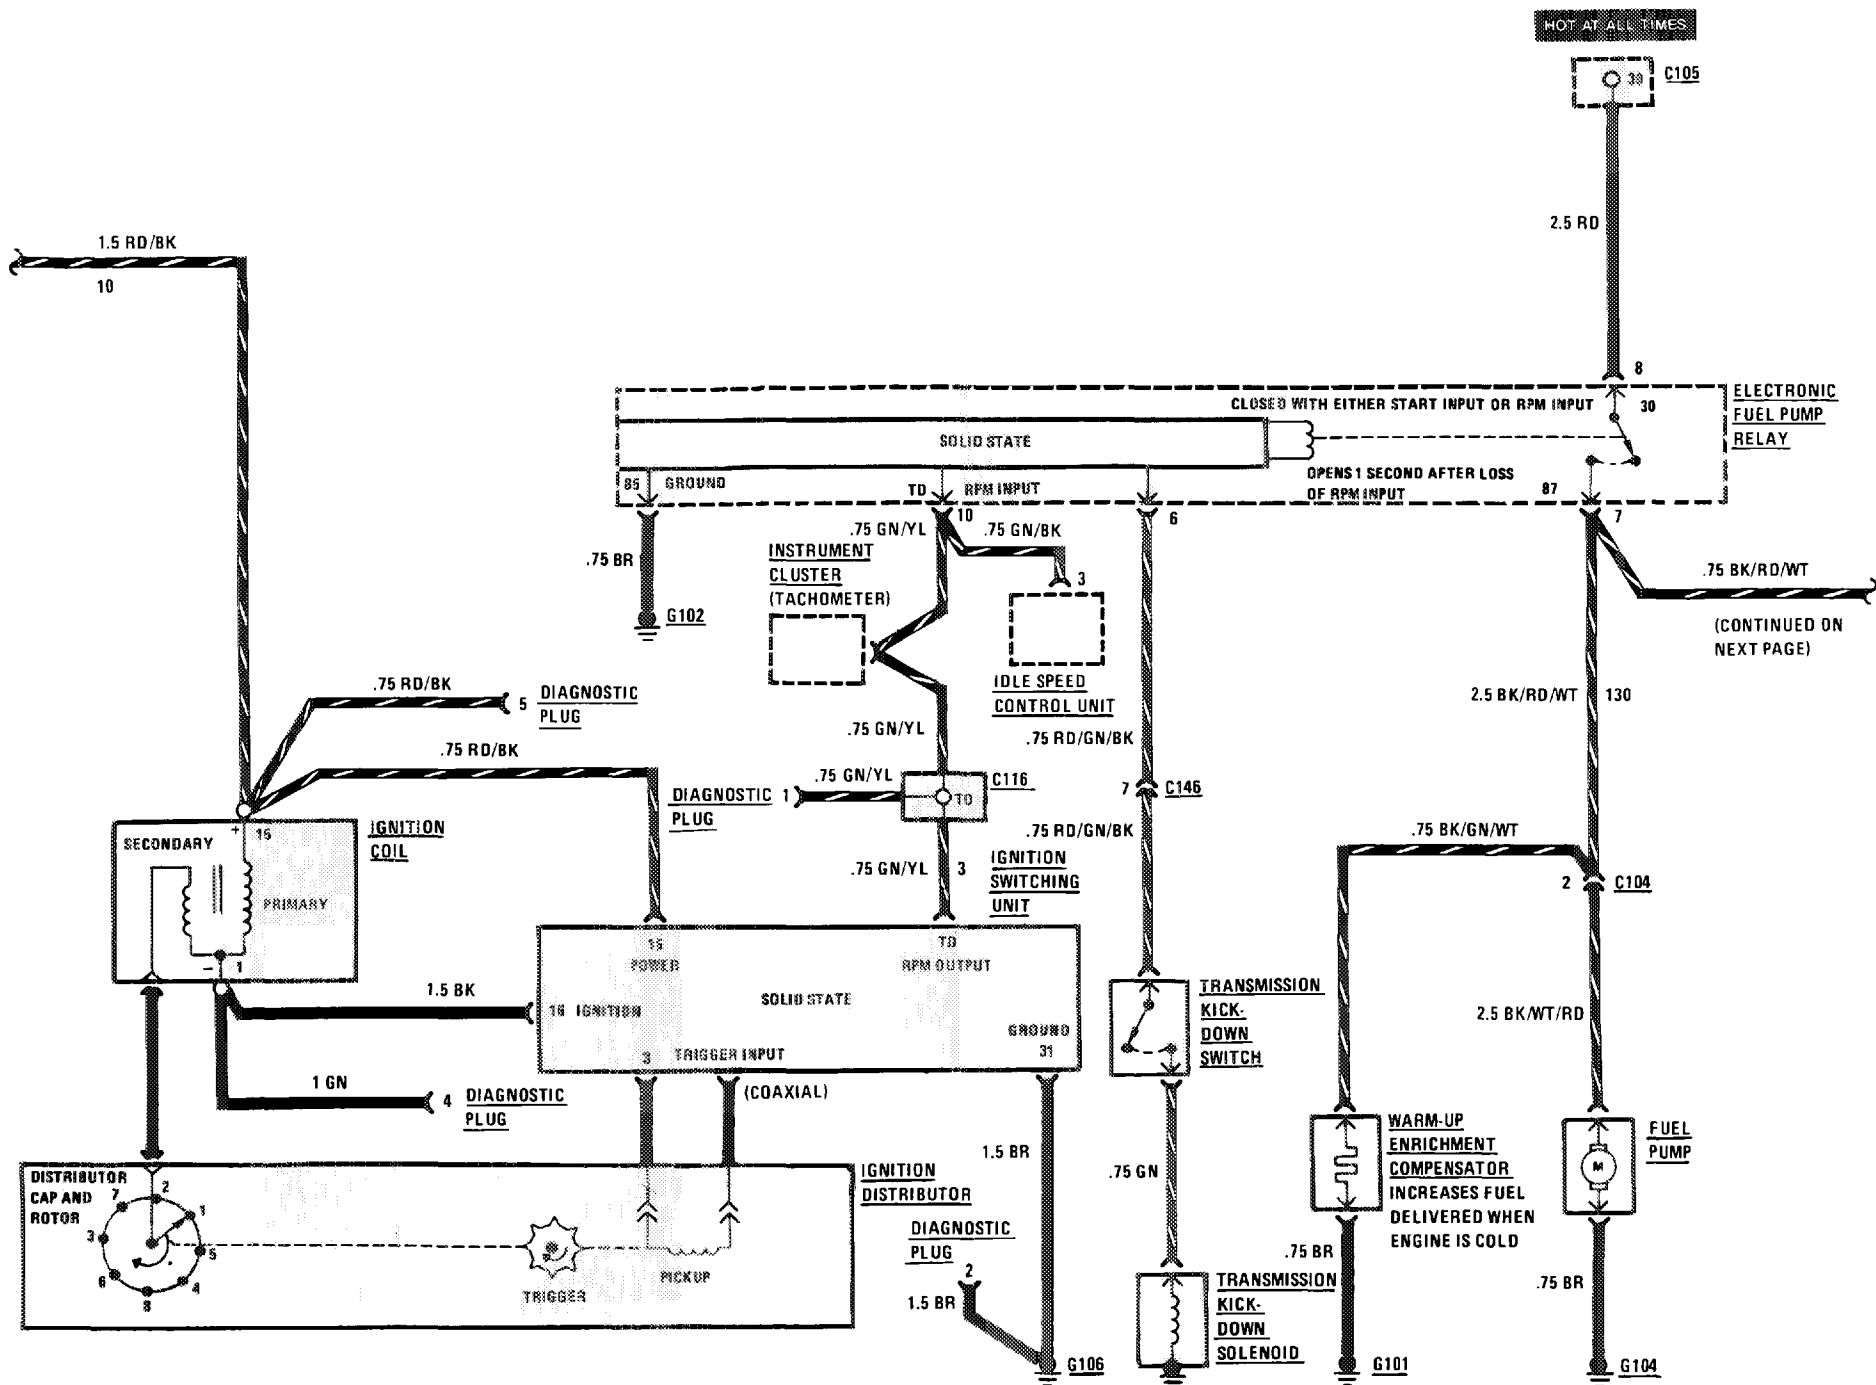 HOT AT ALL TIMES
30
C105
2.5 RD
1.5 RD/BK
10
8
ELECTRONIC
FUEL PUMP
RELAY
CLOSED WITH EITHER START INPUT OR RPM INPUT
30
SOLID STATE
OPENS 1 SECOND AFTER LOSS
OF RPM INPUT
85
GROUND
TD
RPM INPUT
87
10
6
7
.75 GN/YL
.75 GN/BK
.75 BR
INSTRUMENT
CLUSTER
(TACHOMETER)
3
G102
.75 BK/RD/WT
(CONTINUED ON
NEXT PAGE)
IDLE SPEED
CONTROL UNIT
.75 RD/BK
5
DIAGNOSTIC
PLUG
2.5 BK/RD/WT
130
.75 GN/YL
.75 RD/GN/BK
.75 RD/BK
.75 GN/YL
C116
TD
DIAGNOSTIC
PLUG
1
7
C146
.75 RD/GN/BK
.75 BK/GN/WT
IGNITION
COIL
+
15
SECONDARY
PRIMARY
–
1
.75 GN/YL
3
IGNITION
SWITCHING
UNIT
2
C104
15
POWER
TD
RPM OUTPUT
SOLID STATE
1.5 BK
16 IGNITION
GROUND
31
3
TRIGGER INPUT
(COAXIAL)
TRANSMISSION
KICK-
DOWN
SWITCH
2.5 BK/WT/RD
1 GN
4
DIAGNOSTIC
PLUG
1.5 BR
.75 GN
WARM-UP
ENRICHMENT
COMPENSATOR
INCREASES FUEL
DELIVERED WHEN
ENGINE IS COLD
FUEL
PUMP
M
DISTRIBUTOR
CAP AND
ROTOR
7
2
1
3
5
6
4
8
TRIGGER
PICKUP
IGNITION
DISTRIBUTOR
DIAGNOSTIC
PLUG
2
1.5 BR
G106
TRANSMISSION
KICK-
DOWN
SOLENOID
.75 BR
G101
.75 BR
G104